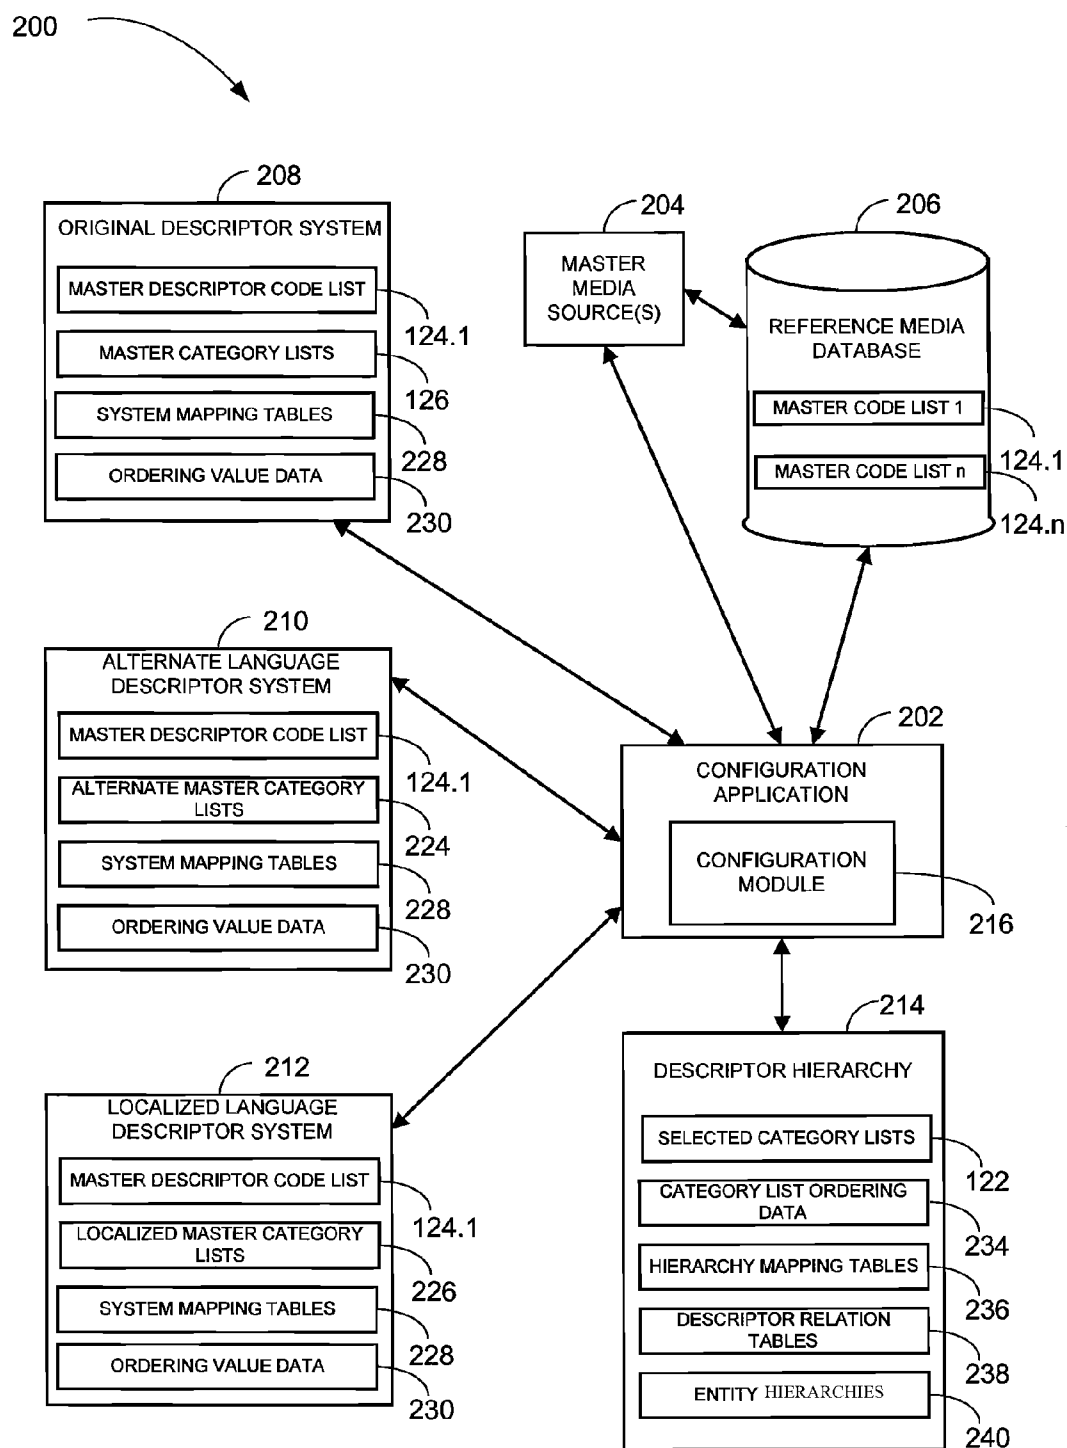 200
208
ORIGINAL DESCRIPTOR SYSTEM
MASTER DESCRIPTOR CODE LIST
124.1
MASTER CATEGORY LISTS
126
SYSTEM MAPPING TABLES
228
ORDERING VALUE DATA
230
204
MASTER
MEDIA
SOURCE(S)
206
REFERENCE MEDIA
DATABASE
MASTER CODE LIST 1
124.1
MASTER CODE LIST n
124.n
210
ALTERNATE LANGUAGE
DESCRIPTOR SYSTEM
MASTER DESCRIPTOR CODE LIST
124.1
ALTERNATE MASTER CATEGORY
LISTS
224
SYSTEM MAPPING TABLES
228
ORDERING VALUE DATA
230
202
CONFIGURATION
APPLICATION
CONFIGURATION
MODULE
216
212
LOCALIZED LANGUAGE
DESCRIPTOR SYSTEM
MASTER DESCRIPTOR CODE LIST
124.1
LOCALIZED MASTER CATEGORY
LISTS
226
SYSTEM MAPPING TABLES
228
ORDERING VALUE DATA
230
214
DESCRIPTOR HIERARCHY
SELECTED CATEGORY LISTS
122
CATEGORY LIST ORDERING
DATA
234
HIERARCHY MAPPING TABLES
236
DESCRIPTOR RELATION
TABLES
238
ENTITY HIERARCHIES
240